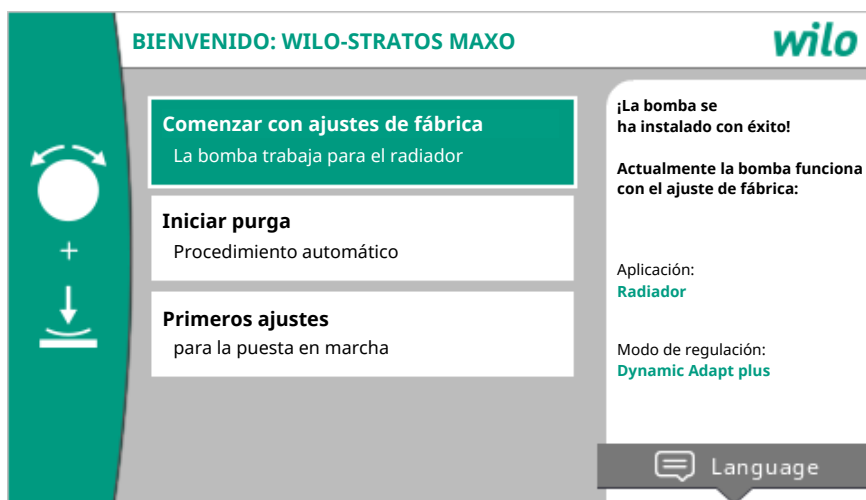 BIENVENIDO: WILO-STRATOS MAXO
wilo
Comenzar con ajustes de fábrica
La bomba trabaja para el radiador
Iniciar purga
Procedimiento automático
Primeros ajustes
para la puesta en marcha
¡La bomba se
ha instalado con éxito!
Actualmente la bomba funciona
con el ajuste de fábrica:
Aplicación:
Radiador
Modo de regulación:
Dynamic Adapt plus
Language